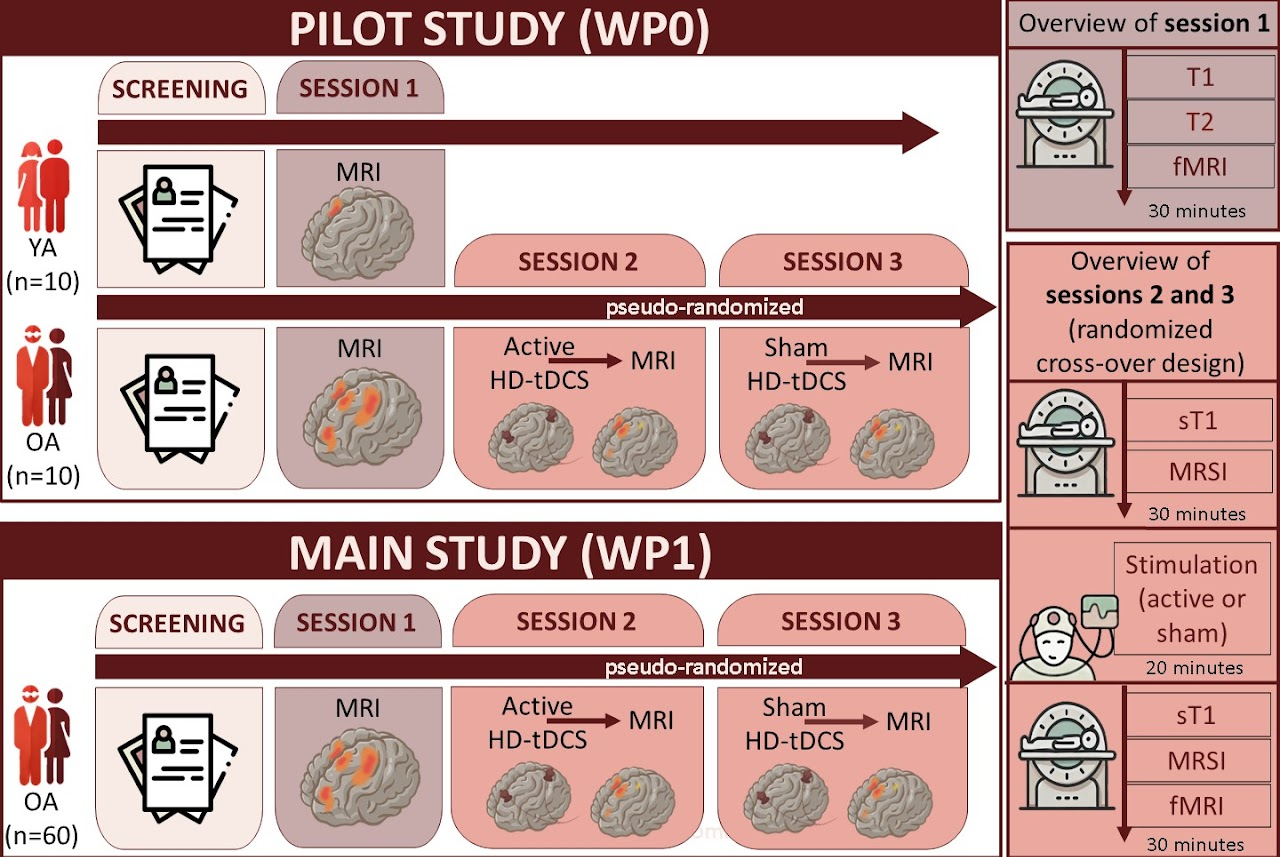 PILOT STUDY (WP0)
SCREENING
SESSION 1
YA
(n=10)
MRI
SESSION 2
SESSION 3
pseudo-randomized
OA
(n=10)
MRI
Active
HD-tDCS
MRI
Sham
HD-tDCS
MRI
MAIN STUDY (WP1)
SCREENING
SESSION 1
SESSION 2
SESSION 3
pseudo-randomized
OA
(n=60)
MRI
Active
HD-tDCS
MRI
Sham
HD-tDCS
MRI
Overview of session 1
T1
T2
fMRI
30 minutes
Overview of
sessions 2 and 3
(randomized
cross-over design)
sT1
MRSI
30 minutes
Stimulation
(active or
sham)
20 minutes
sT1
MRSI
fMRI
30 minutes